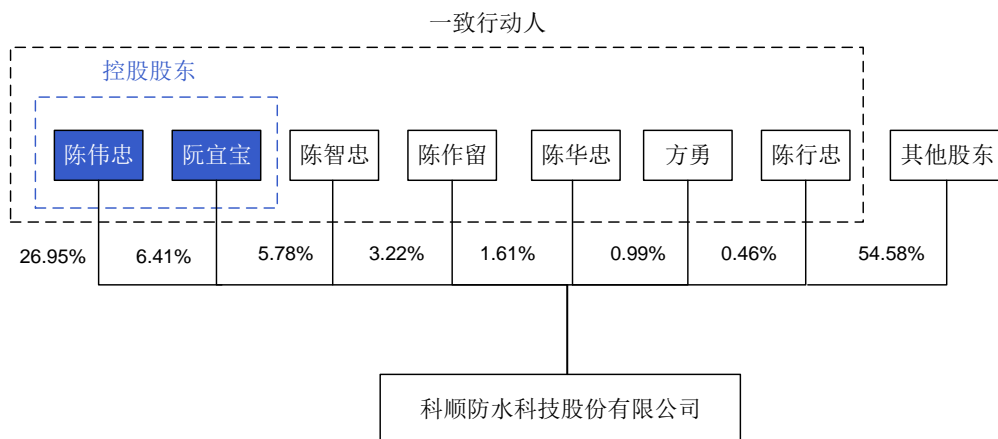 一致行动人
控股股东
陈伟忠
阮宜宝
陈智忠
陈作留
陈华忠
方勇
陈行忠
其他股东
26.95%
6.41%
5.78%
3.22%
1.61%
0.99%
0.46%
54.58%
科顺防水科技股份有限公司